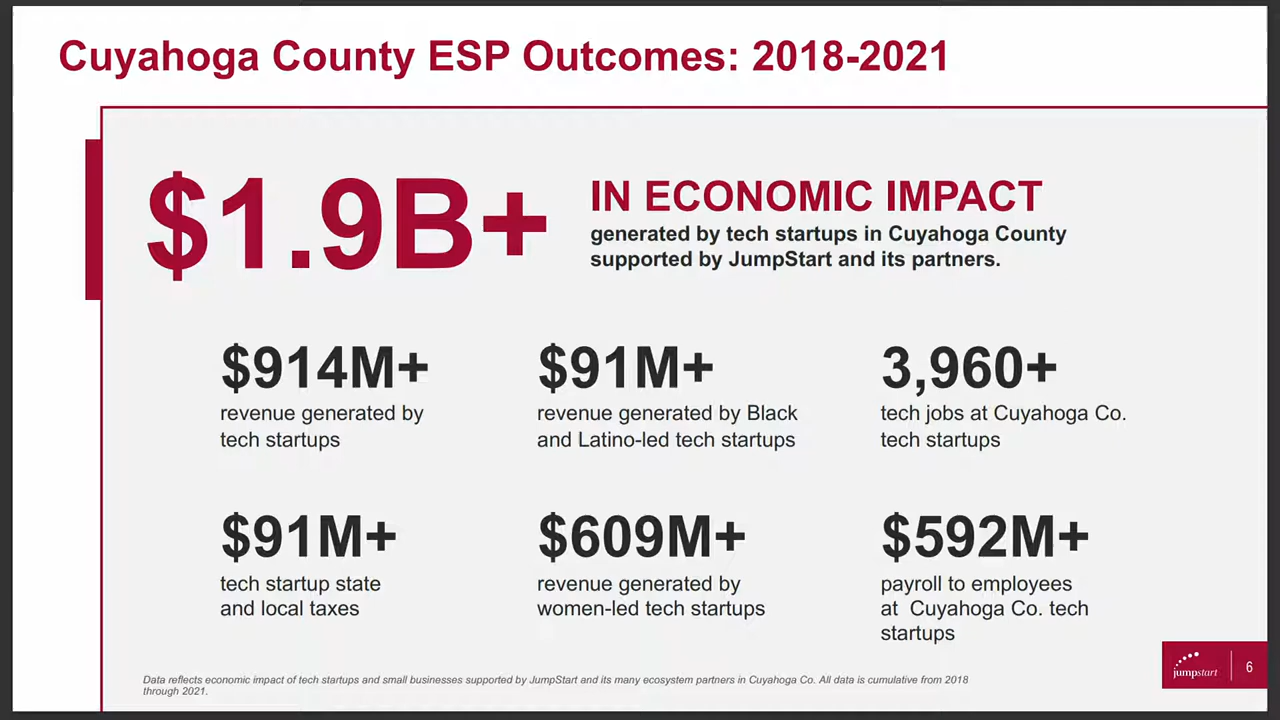 Cuyahoga County ESP Outcomes: 2018-2021
$1.9B+
IN ECONOMIC IMPACT
generated by tech startups in Cuyahoga County
supported by JumpStart and its partners.
$914M+
revenue generated by
tech startups
$91M+
revenue generated by Black
and Latino-led tech startups
3,960+
tech jobs at Cuyahoga Co.
tech startups
$91M+
tech startup state
and local taxes
$609M+
revenue generated by
women-led tech startups
$592M+
payroll to employees
at  Cuyahoga Co. tech
startups
Data reflects economic impact of tech startups and small businesses supported by JumpStart and its many ecosystem partners in Cuyahoga Co. All data is cumulative from 2018
through 2021.
jumpstart
6